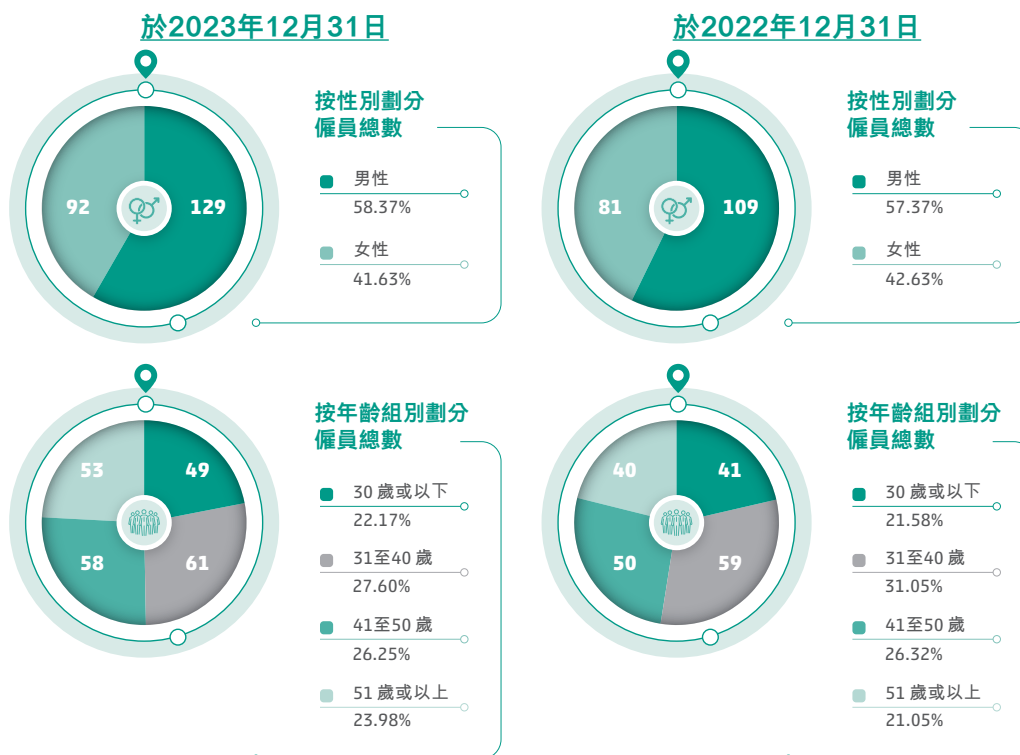 於2023年12月31日
按性別劃分
僱員總數
92
129
男性
58.37%
女性
41.63%
按年齡組別劃分
僱員總數
53
49
58
61
30 歲或以下
22.17%
31至40 歲
27.60%
41至50 歲
26.25%
51 歲或以上
23.98%
於2022年12月31日
按性別劃分
僱員總數
81
109
男性
57.37%
女性
42.63%
按年齡組別劃分
僱員總數
40
41
50
59
30 歲或以下
21.58%
31至40 歲
31.05%
41至50 歲
26.32%
51 歲或以上
21.05%